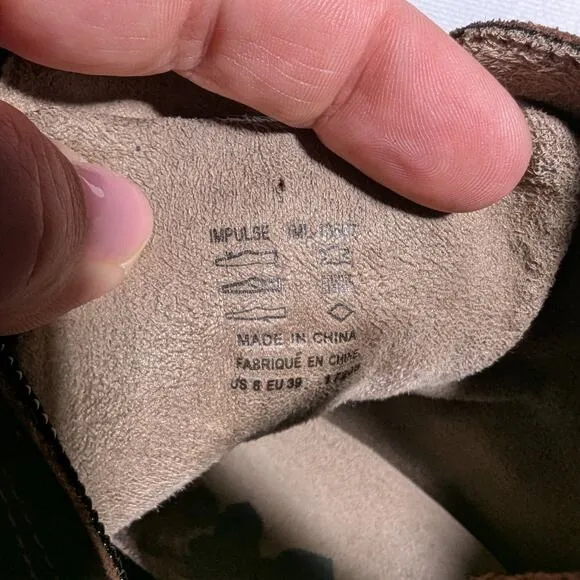 IMPULSE
MADE IN CHINA
FABRIQUÉ EN CHINE
US 8 EU 39